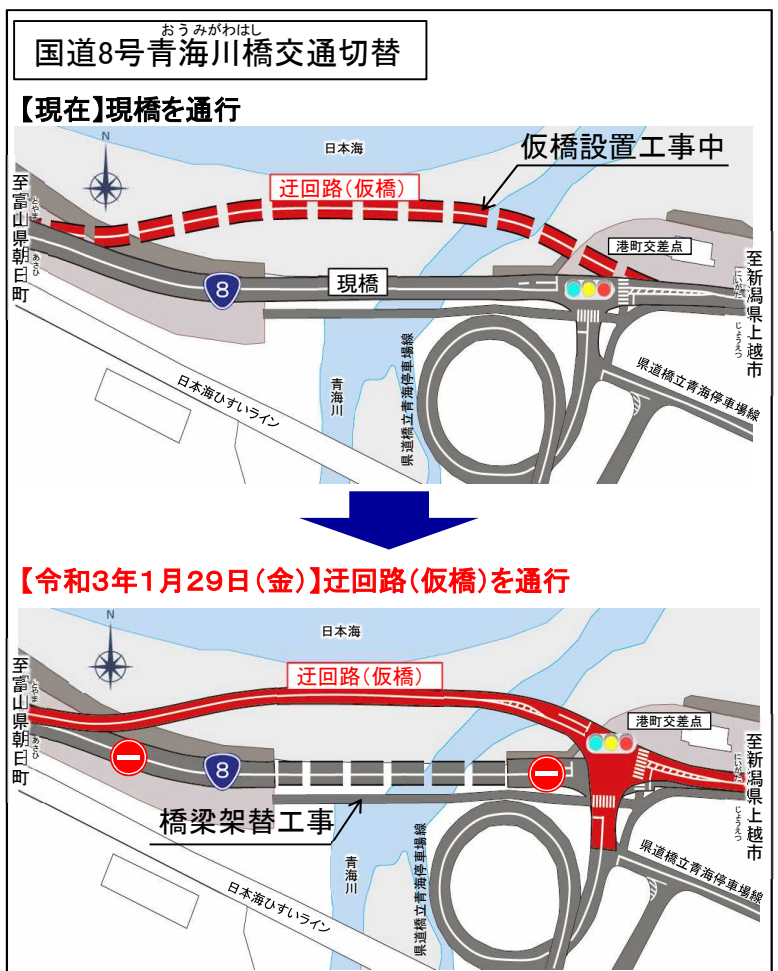 おうみがわはし
国道8号青海川橋交通切替
【現在】現橋を通行
N
日本海
仮橋設置工事中
迂回路(仮橋)
至富山県朝日町
とやま
あさひ
港町交差点
至新潟県上越市
にいがた
じょうえつ
8
現橋
県道橋立青海停車場線
日本海ひすいライン
青海川
県道橋立青海停車場線
【令和3年1月29日(金)】迂回路(仮橋)を通行
N
日本海
迂回路(仮橋)
至富山県朝日町
とやま
あさひ
港町交差点
至新潟県上越市
にいがた
じょうえつ
8
橋梁架替工事
県道橋立青海停車場線
青海川
日本海ひすいライン
県道橋立青海停車場線